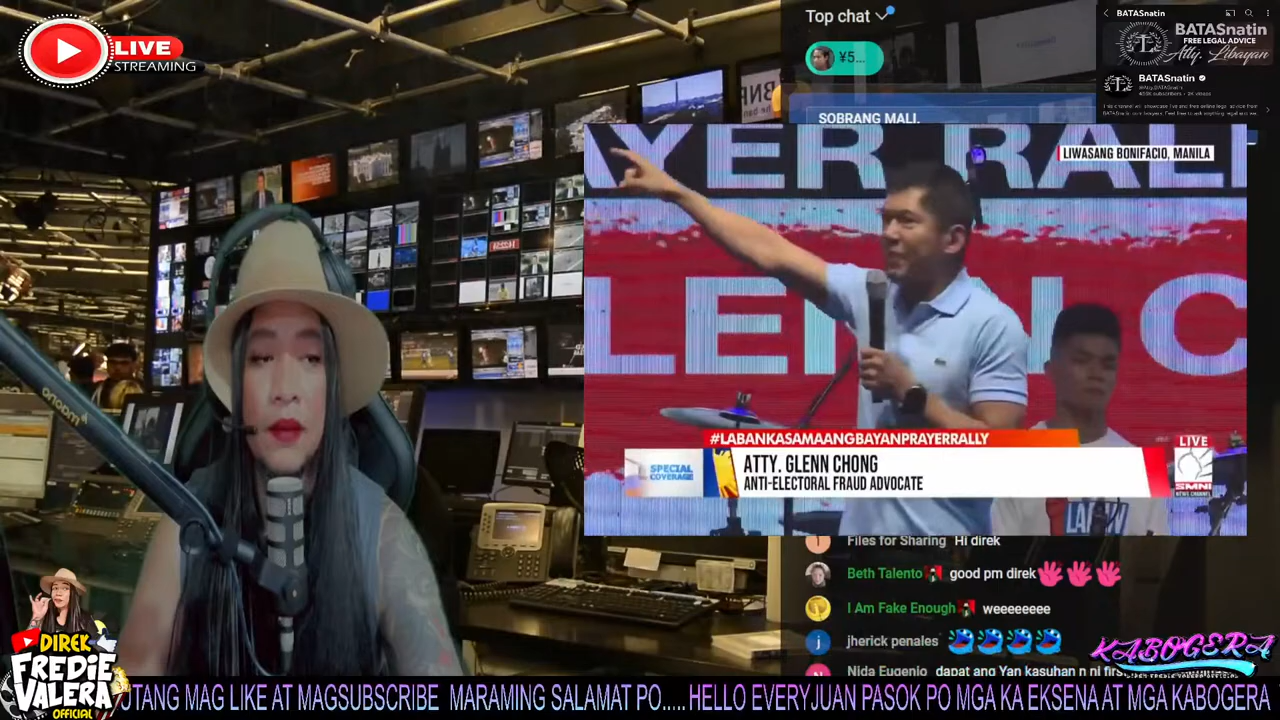 LIVE
STREAMING
Top chat
¥5...
SOBRANG MALI.
BATASnatin
BATASnatin
FREE LEGAL ADVICE
Atty. Libayan
BATASnatin
AYER RALL
LIWASANG BONIFACIO, MANILA
LENN C
#LABANKASAMAANGBAYANPRAYERRALLY
SPECIAL
COVERAGE
ATTY. GLENN CHONG
ANTI-ELECTORAL FRAUD ADVOCATE
LIVE
SMNI
NEWS CHANNEL
Files for Sharing Hi direk
Beth Talento good pm direk
I Am Fake Enough weeeeeeee
jherick penales
Nida Eugenio dapat ang Yan kasuhan n ni firs
KABOGERA
DIREK
FREDIE
VALERA
OFFICIAL
UTANG MAG LIKE AT MAGSUBSCRIBE MARAMING SALAMAT PO..... HELLO EVERYJUAN PASOK PO MGA KA EKSENA AT MGA KABOGERA